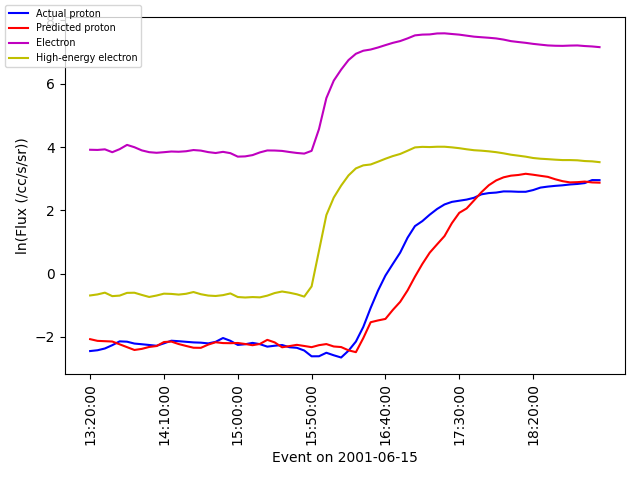 Actual proton
Predicted proton
Electron
High-energy electron
8
6
4
2
0
−2
ln(Flux (/cc/s/sr))
13:20:00
14:10:00
15:00:00
15:50:00
16:40:00
17:30:00
18:20:00
Event on 2001-06-15